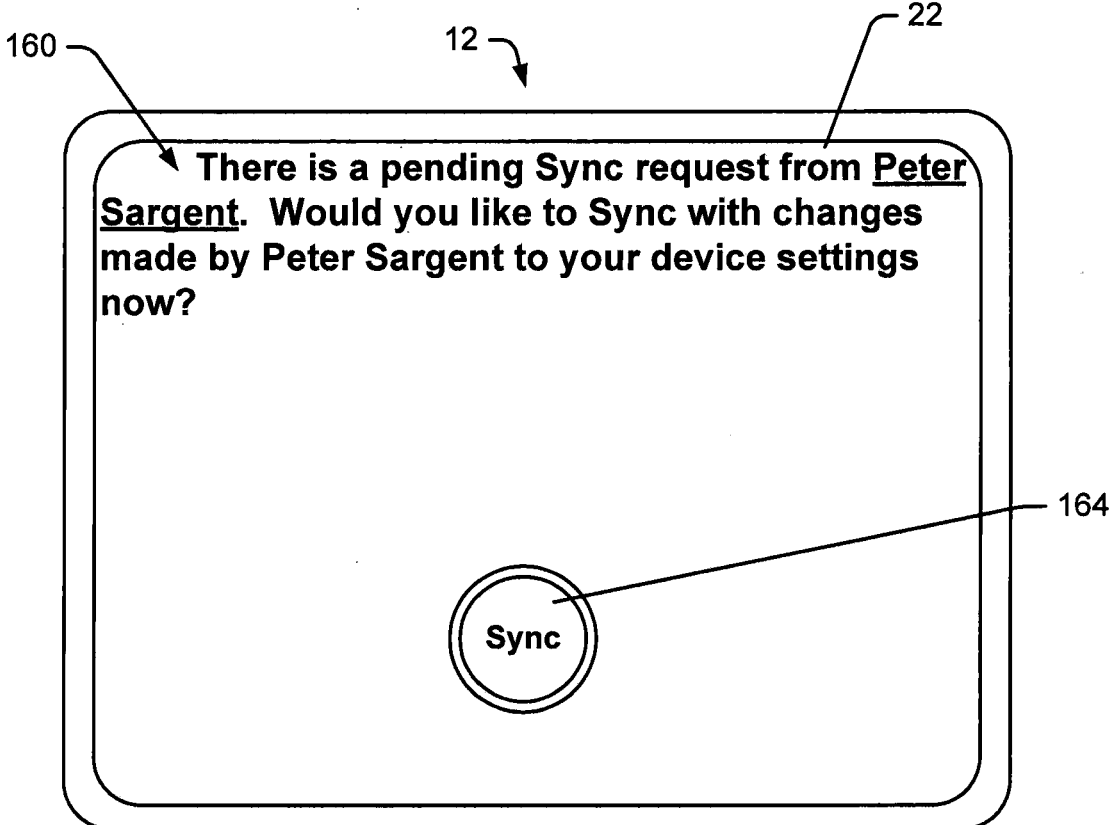 22
12
160
There is a pending Sync request from Peter
Sargent. Would you like to Sync with changes
made by Peter Sargent to your device settings
now?
164
Sync